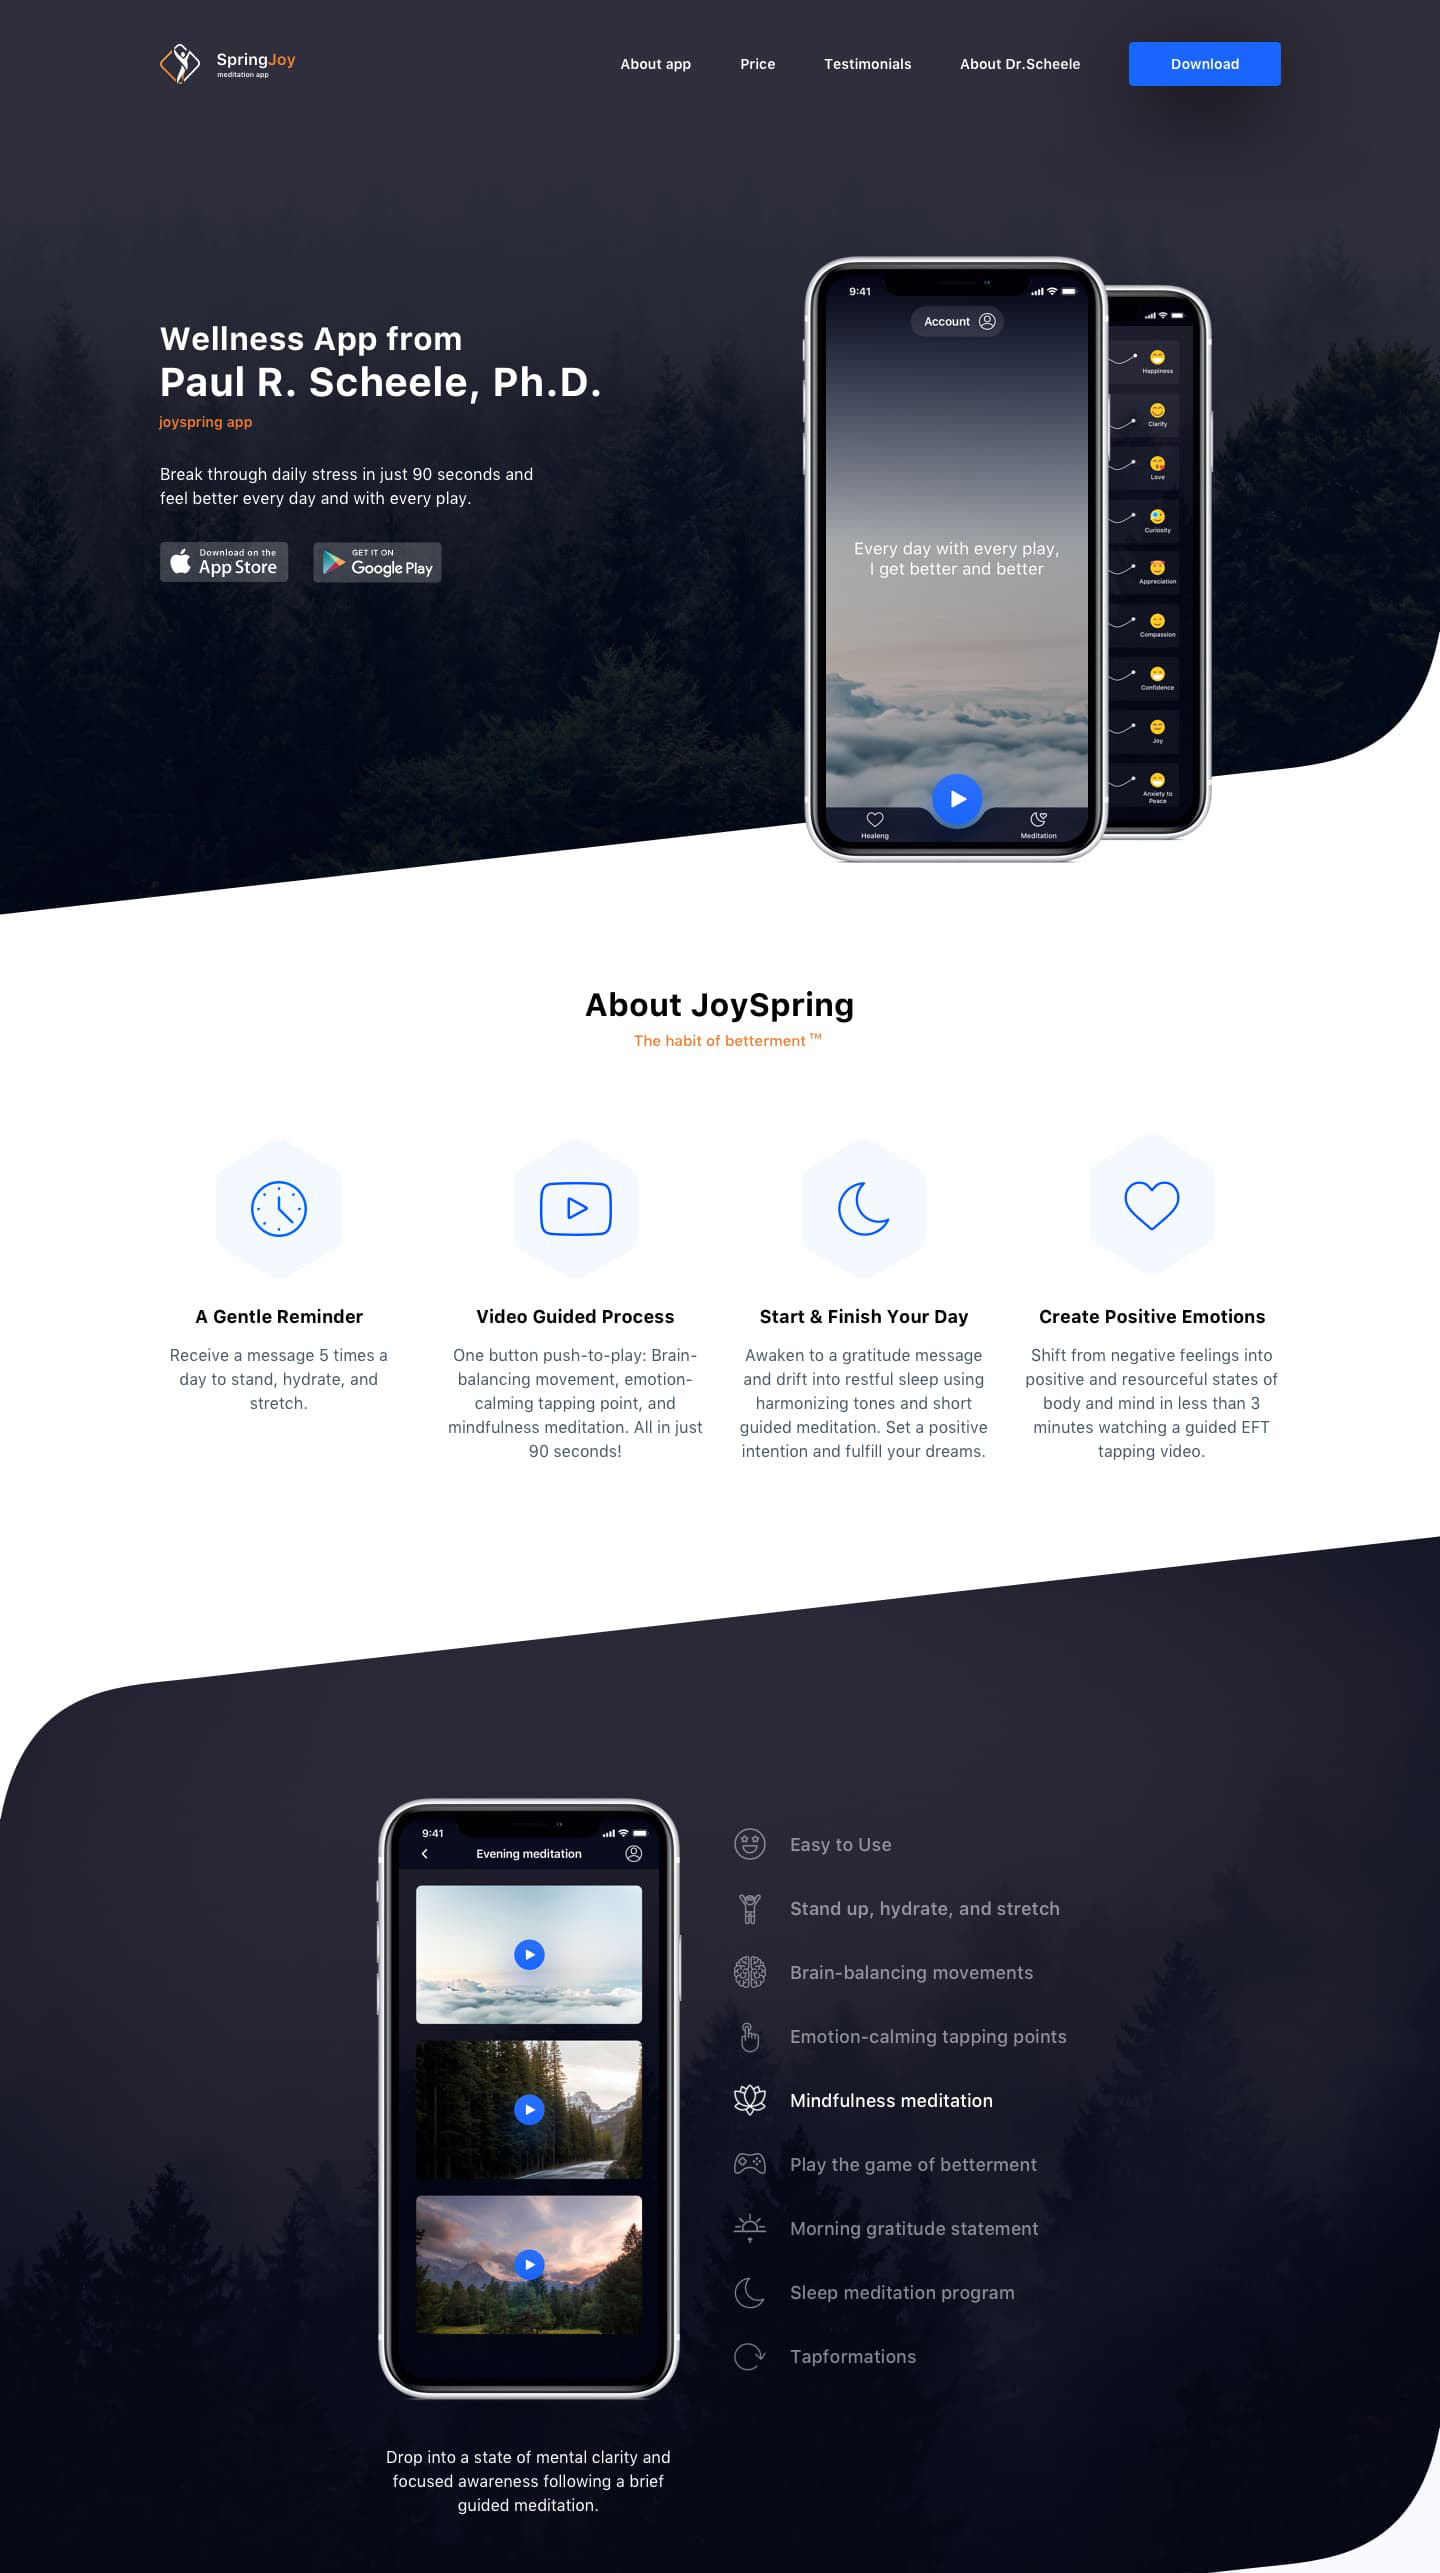 SpringJoy
meditation app
About app
Price
Testimonials
About Dr.Scheele
Download
Wellness App from
Paul R. Scheele, Ph.D.
joyspring app
Break through daily stress in just 90 seconds and
feel better every day and with every play.
Download on the
App Store
GET IT ON
Google Play
9:41
Account
Every day with every play,
I get better and better
Healeng
Meditation
Happiness
Clarify
Love
Curiosity
Appreciation
Compassion
Confidence
Joy
Anxiety to
Peace
About JoySpring
The habit of betterment ™
A Gentle Reminder
Receive a message 5 times a
day to stand, hydrate, and
stretch.
Video Guided Process
One button push-to-play: Brain-
balancing movement, emotion-
calming tapping point, and
mindfulness meditation. All in just
90 seconds!
Start & Finish Your Day
Awaken to a gratitude message
and drift into restful sleep using
harmonizing tones and short
guided meditation. Set a positive
intention and fulfill your dreams.
Create Positive Emotions
Shift from negative feelings into
positive and resourceful states of
body and mind in less than 3
minutes watching a guided EFT
tapping video.
9:41
Evening meditation
Easy to Use
Stand up, hydrate, and stretch
Brain-balancing movements
Emotion-calming tapping points
Mindfulness meditation
Play the game of betterment
Morning gratitude statement
Sleep meditation program
Tapformations
Drop into a state of mental clarity and
focused awareness following a brief
guided meditation.